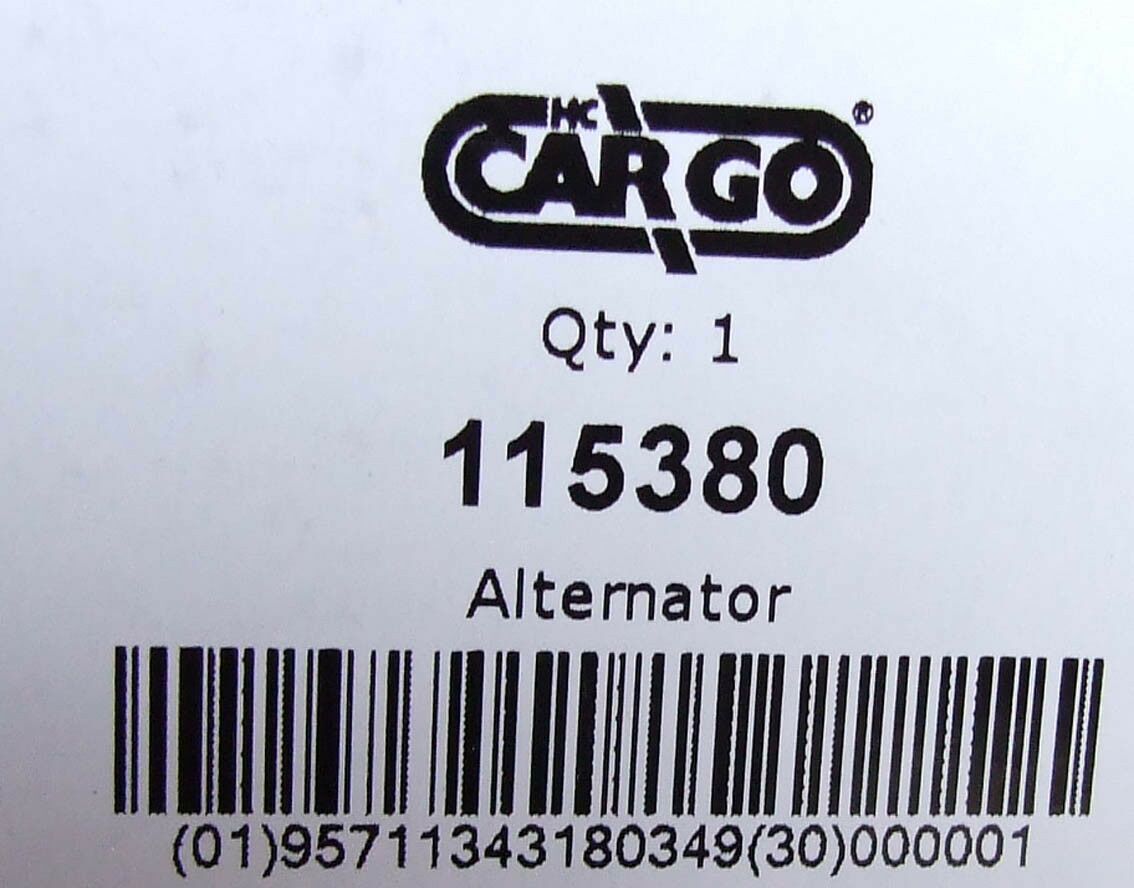 HC
CARGO®
Qty: 1
115380
Alternator
(01)95711343180349(30)000001